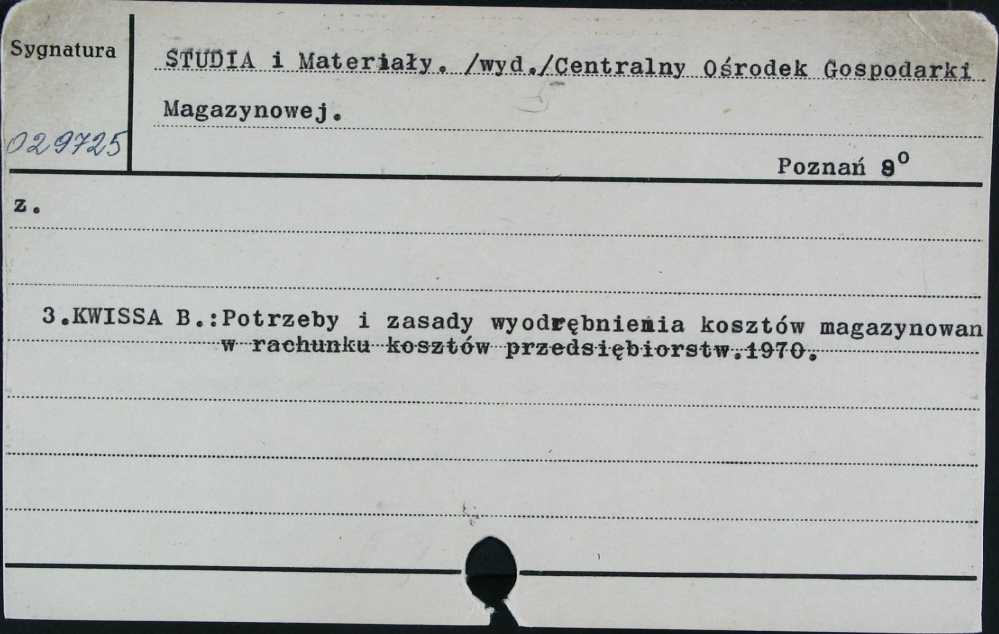 Sygnatura
STUDIA i Materiały. /wyd./Centralny Ośrodek Gospodarki
Magazynowej.
029725
Poznań 8º
z.
3.KWISSA B.:Potrzeby i zasady wyodrębnienia kosztów magazynowan
w rachunku kosztów przedsiębiorstw.1970.